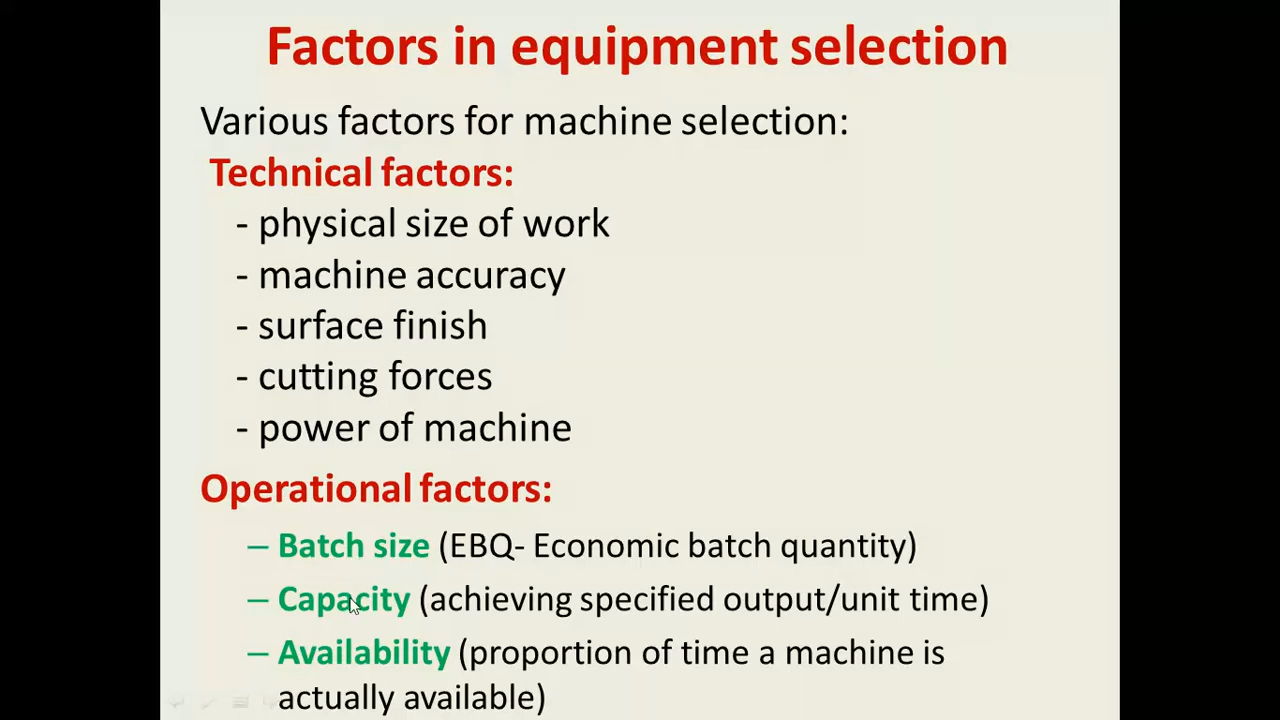 Factors in equipment selection
Various factors for machine selection:
Technical factors:
- physical size of work
- machine accuracy
- surface finish
- cutting forces
- power of machine
Operational factors:
– Batch size (EBQ- Economic batch quantity)
– Capacity (achieving specified output/unit time)
– Availability (proportion of time a machine is
actually available)